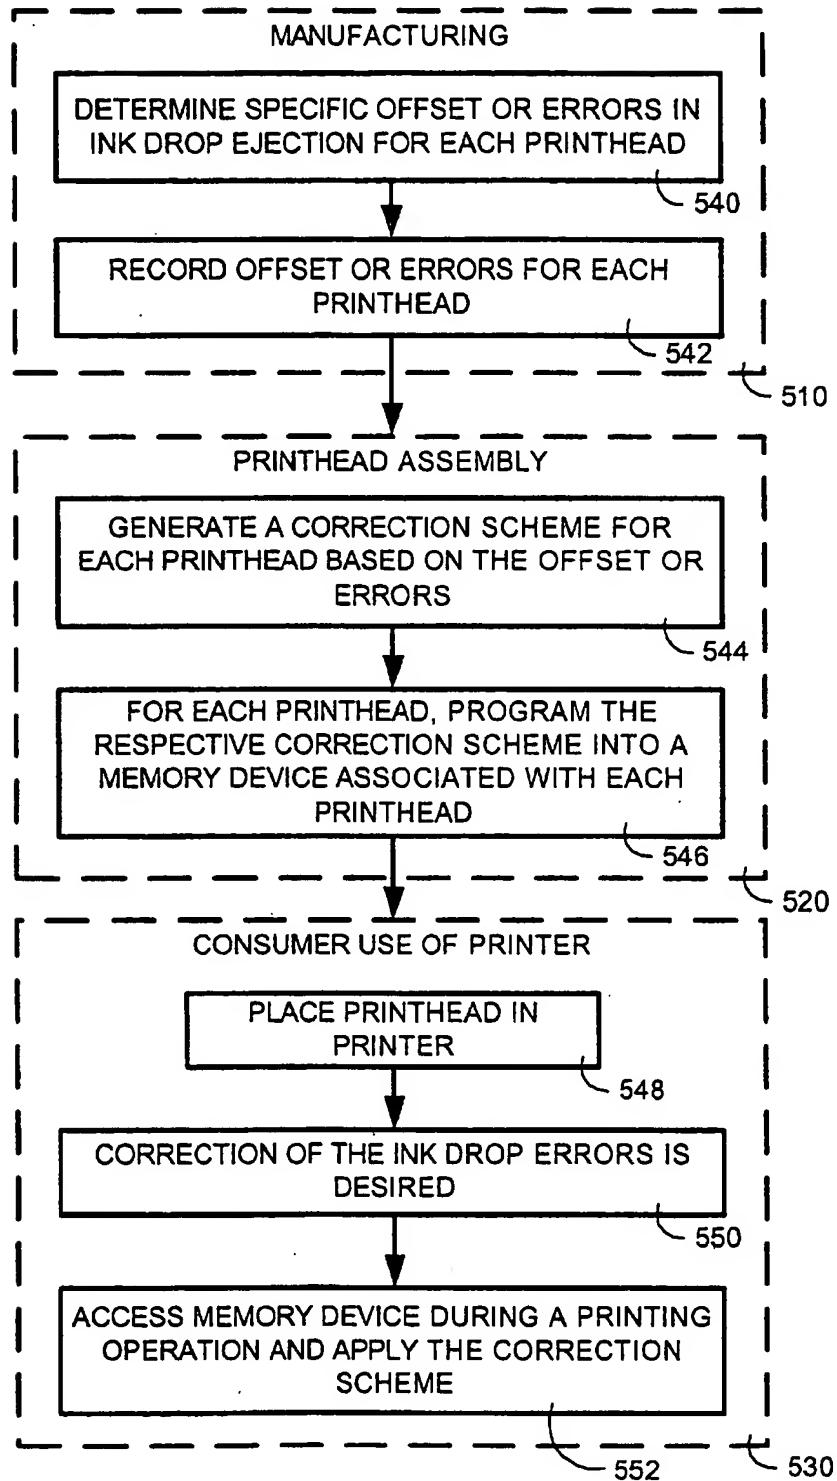 MANUFACTURING
DETERMINE SPECIFIC OFFSET OR ERRORS IN
INK DROP EJECTION FOR EACH PRINTHEAD
540
RECORD OFFSET OR ERRORS FOR EACH
PRINTHEAD
542
510
PRINTHEAD ASSEMBLY
GENERATE A CORRECTION SCHEME FOR
EACH PRINTHEAD BASED ON THE OFFSET OR
ERRORS
544
FOR EACH PRINTHEAD, PROGRAM THE
RESPECTIVE CORRECTION SCHEME INTO A
MEMORY DEVICE ASSOCIATED WITH EACH
PRINTHEAD
546
520
CONSUMER USE OF PRINTER
PLACE PRINTHEAD IN
PRINTER
548
CORRECTION OF THE INK DROP ERRORS IS
DESIRED
550
ACCESS MEMORY DEVICE DURING A PRINTING
OPERATION AND APPLY THE CORRECTION
SCHEME
552
530